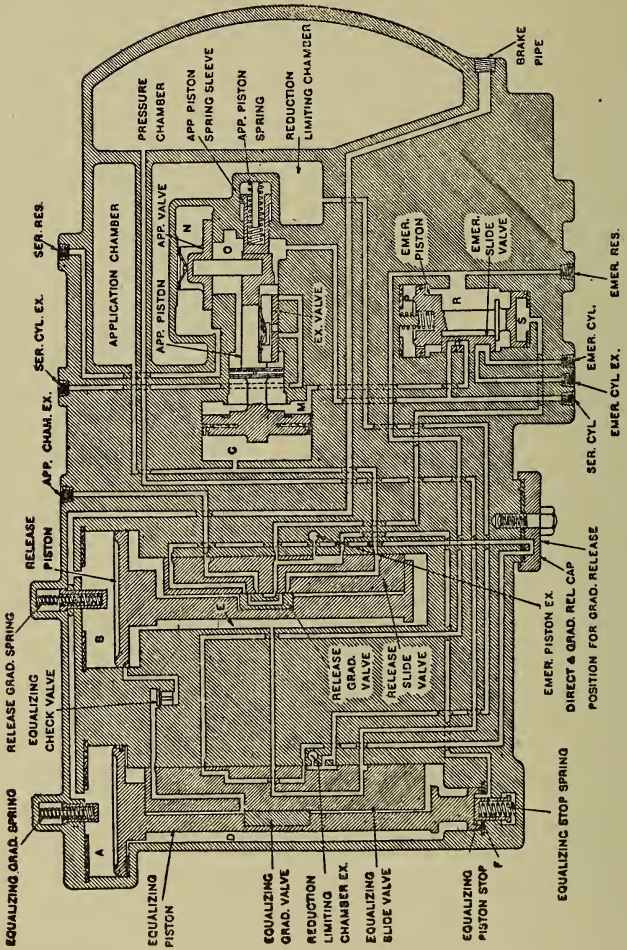 EQUALIZING GRAD. SPRING
RELEASE GRAD. SPRING
EQUALIZING
CHECK VALVE
RELEASE
PISTON
APP. CHAM. EX.
SER. CYL. EX.
SER. RES.
APPLICATION CHAMBER
APP. PISTON
APP. VALVE
PRESSURE
CHAMBER
APP PISTON
SPRING SLEEVE
APP. PISTON
SPRING
REDUCTION
LIMITING CHAMBER
BRAKE
PIPE
A
B
C
D
E
F
M
N
O
P
R
S
EX. VALVE
EMER.
PISTON
EMER.
SLIDE
VALVE
RELEASE
GRAD.
VALVE
RELEASE
SLIDE
VALVE
EQUALIZING
PISTON
EQUALIZING
GRAD. VALVE
REDUCTION
LIMITING
CHAMBER EX.
EQUALIZING
SLIDE VALVE
EQUALIZING
PISTON STOP
EQUALIZING STOP SPRING
EMER. PISTON EX.
DIRECT & GRAD. REL CAP
POSITION FOR GRAD. RELEASE
SER. CYL
EMER. CYL. EX.
EMER. CYL.
EMER. RES.